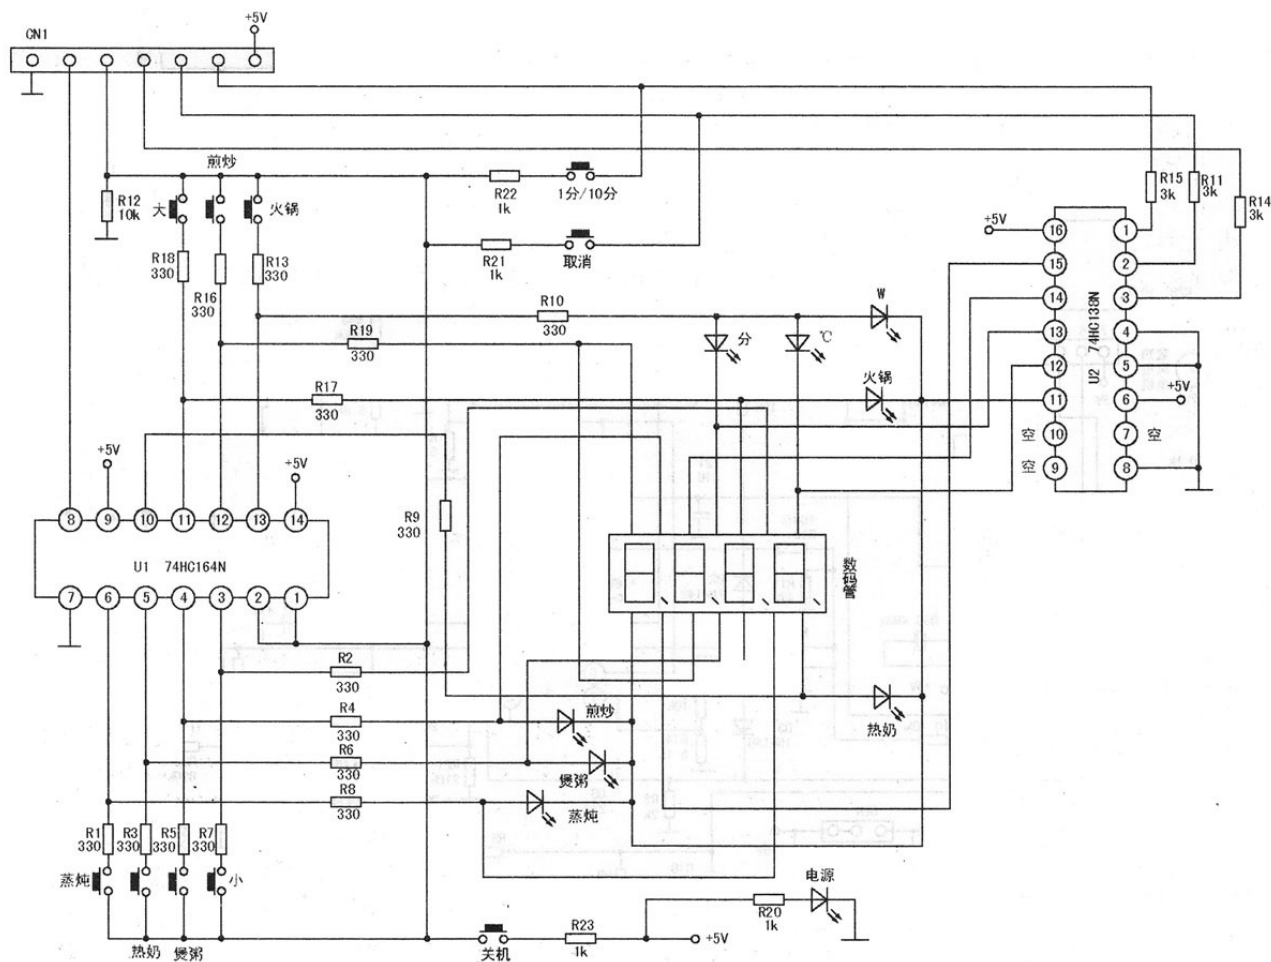 +5V
CN1
煎炒
R12
10k
大
火锅
R22
1k
1分/10分
R15
3k
R11
3k
R14
3k
R18
330
R16
330
R13
330
R21
1k
取消
+5V
16
15
14
13
12
11
10
9
1
2
3
4
5
6
7
8
U2 74HC138N
+5V
空
空
空
R10
330
W
分
℃
R19
330
R17
330
火锅
+5V
+5V
8
9
10
11
12
13
14
R9
330
U1 74HC164N
7
6
5
4
3
2
1
数码管
R2
330
R4
330
煎炒
热奶
R6
330
煲粥
R8
330
蒸炖
R1
330
R3
330
R5
330
R7
330
蒸炖
小
热奶
煲粥
关机
R23
1k
+5V
R20
1k
电源